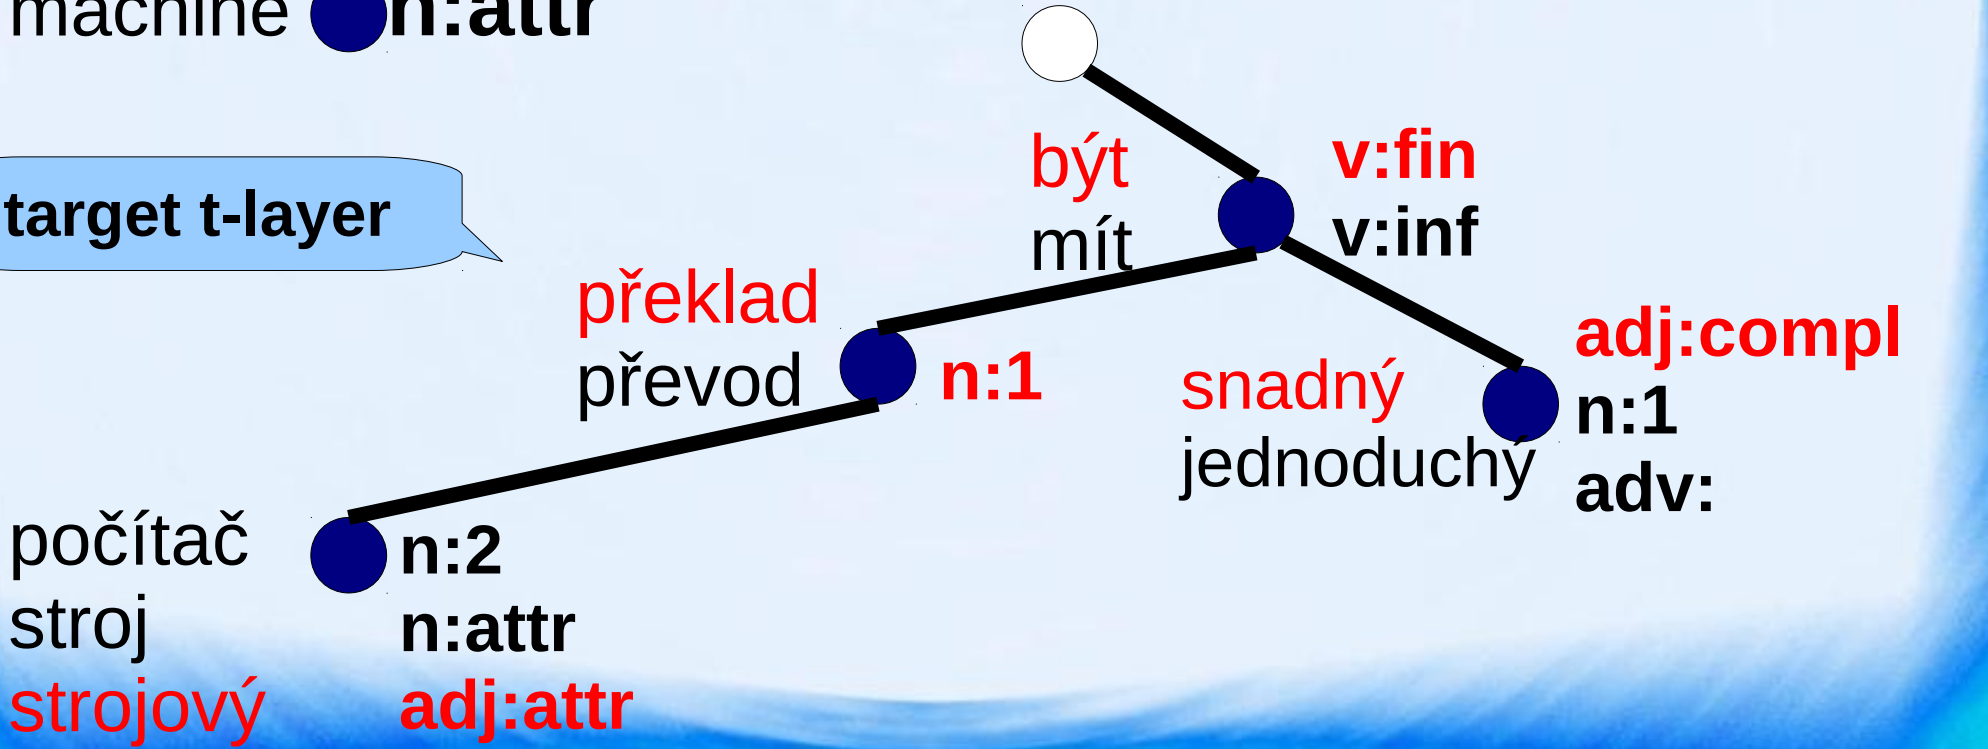 machine n:attr
být v:fin
target t-layer
mít v:inf
překlad
převod n:1
adj:compl
snadný n:1
jednoduchý adv:
počítač n:2
stroj n:attr
strojový adj:attr